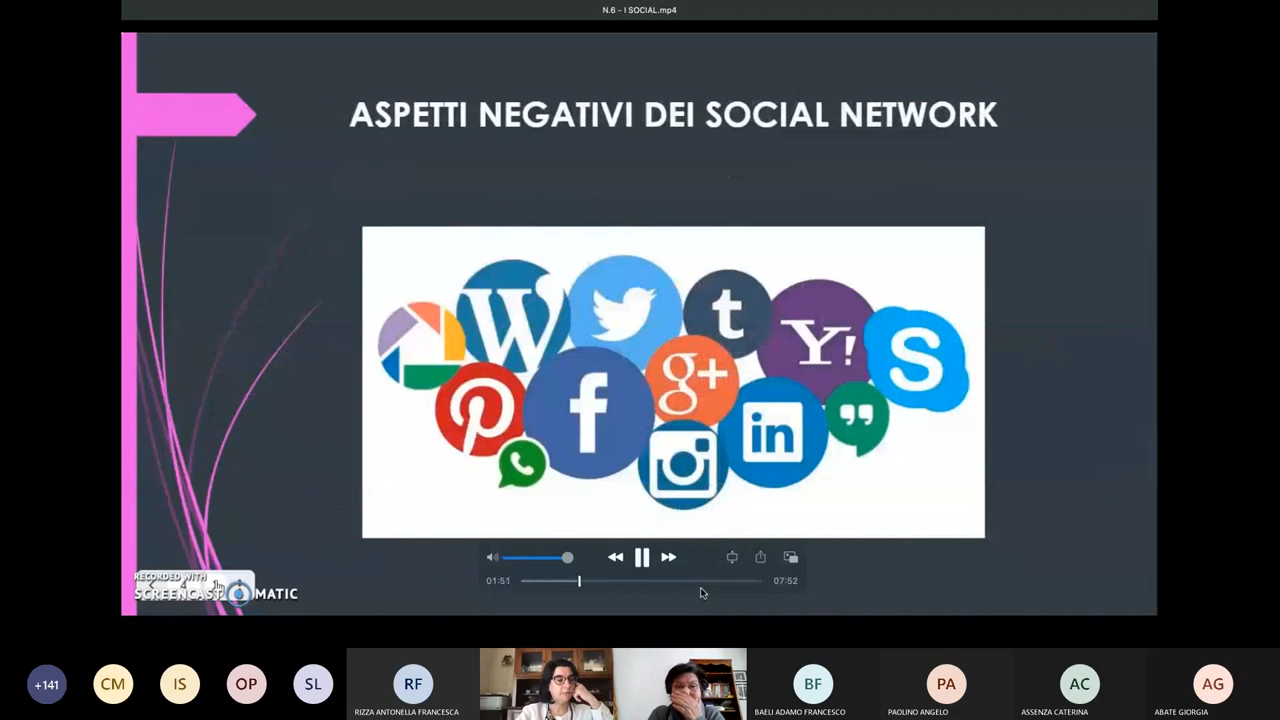 N.6 - I SOCIAL.mp4
ASPETTI NEGATIVI DEI SOCIAL NETWORK
W
t
Y!
S
g+
f
in
01:51
07:52
RECORDED WITH
SCREENCAST MATIC
+141
CM
IS
OP
SL
RF
BF
PA
AC
AG
RIZZA ANTONELLA FRANCESCA
BAELI ADAMO FRANCESCO
PAOLINO ANGELO
ASSENZA CATERINA
ABATE GIORGIA